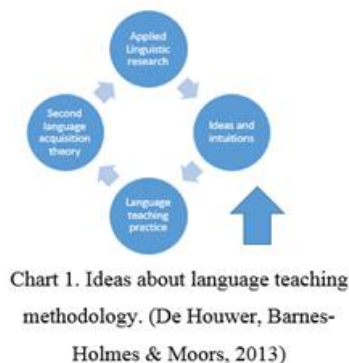 Applied
Linguistic
research
Second
language
acquisition
theory
Ideas and
intuitions
Language
teaching
practice
Chart 1. Ideas about language teaching
methodology. (De Houwer, Barnes-
Holmes & Moors, 2013)